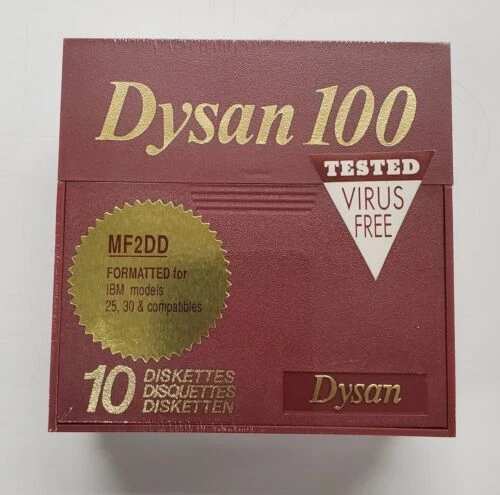 Dysan 100
TESTED
VIRUS
FREE
MF2DD
FORMATTED for
IBM models
25, 30 & compatibles
10 DISKETTES
DISQUETTES
DISKETTEN
Dysan